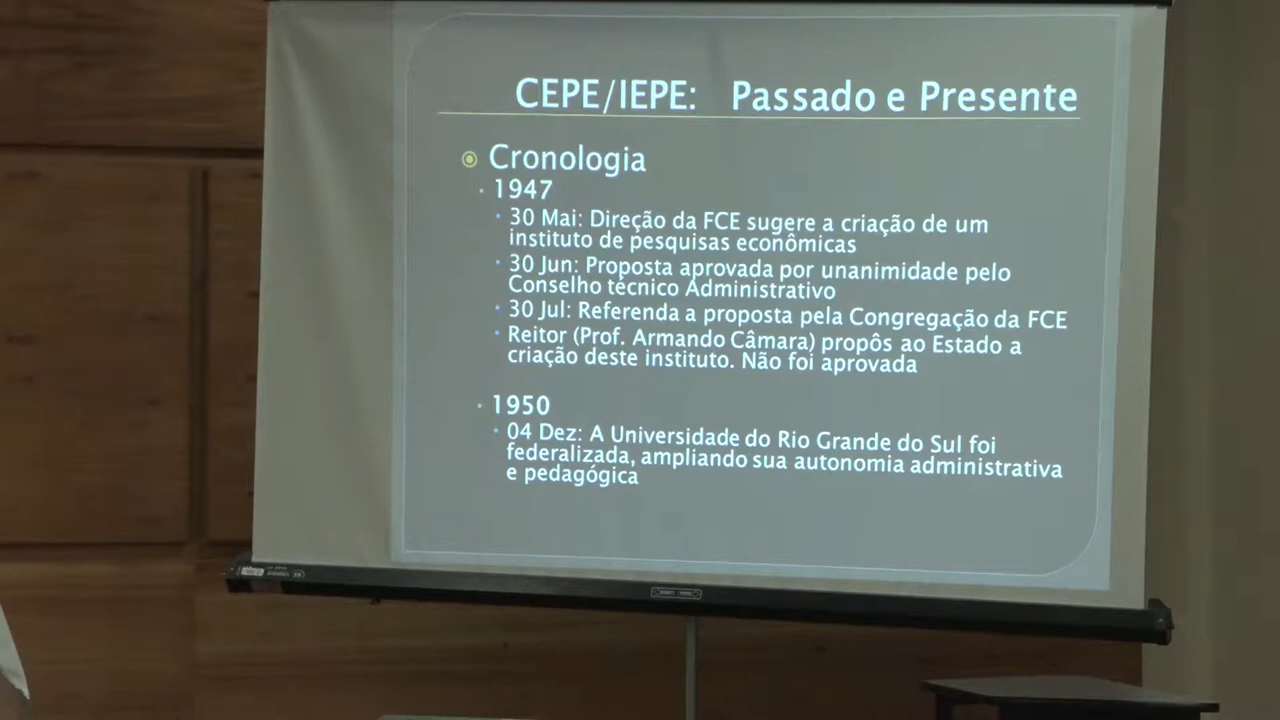 CEPE/IEPE: Passado e Presente
Cronologia
1947
30 Mai: Direção da FCE sugere a criação de um
instituto de pesquisas econômicas
30 Jun: Proposta aprovada por unanimidade pelo
Conselho técnico Administrativo
30 Jul: Referenda a proposta pela Congregação da FCE
Reitor (Prof. Armando Câmara) propôs ao Estado a
criação deste instituto. Não foi aprovada
1950
04 Dez: A Universidade do Rio Grande do Sul foi
federalizada, ampliando sua autonomia administrativa
e pedagógica